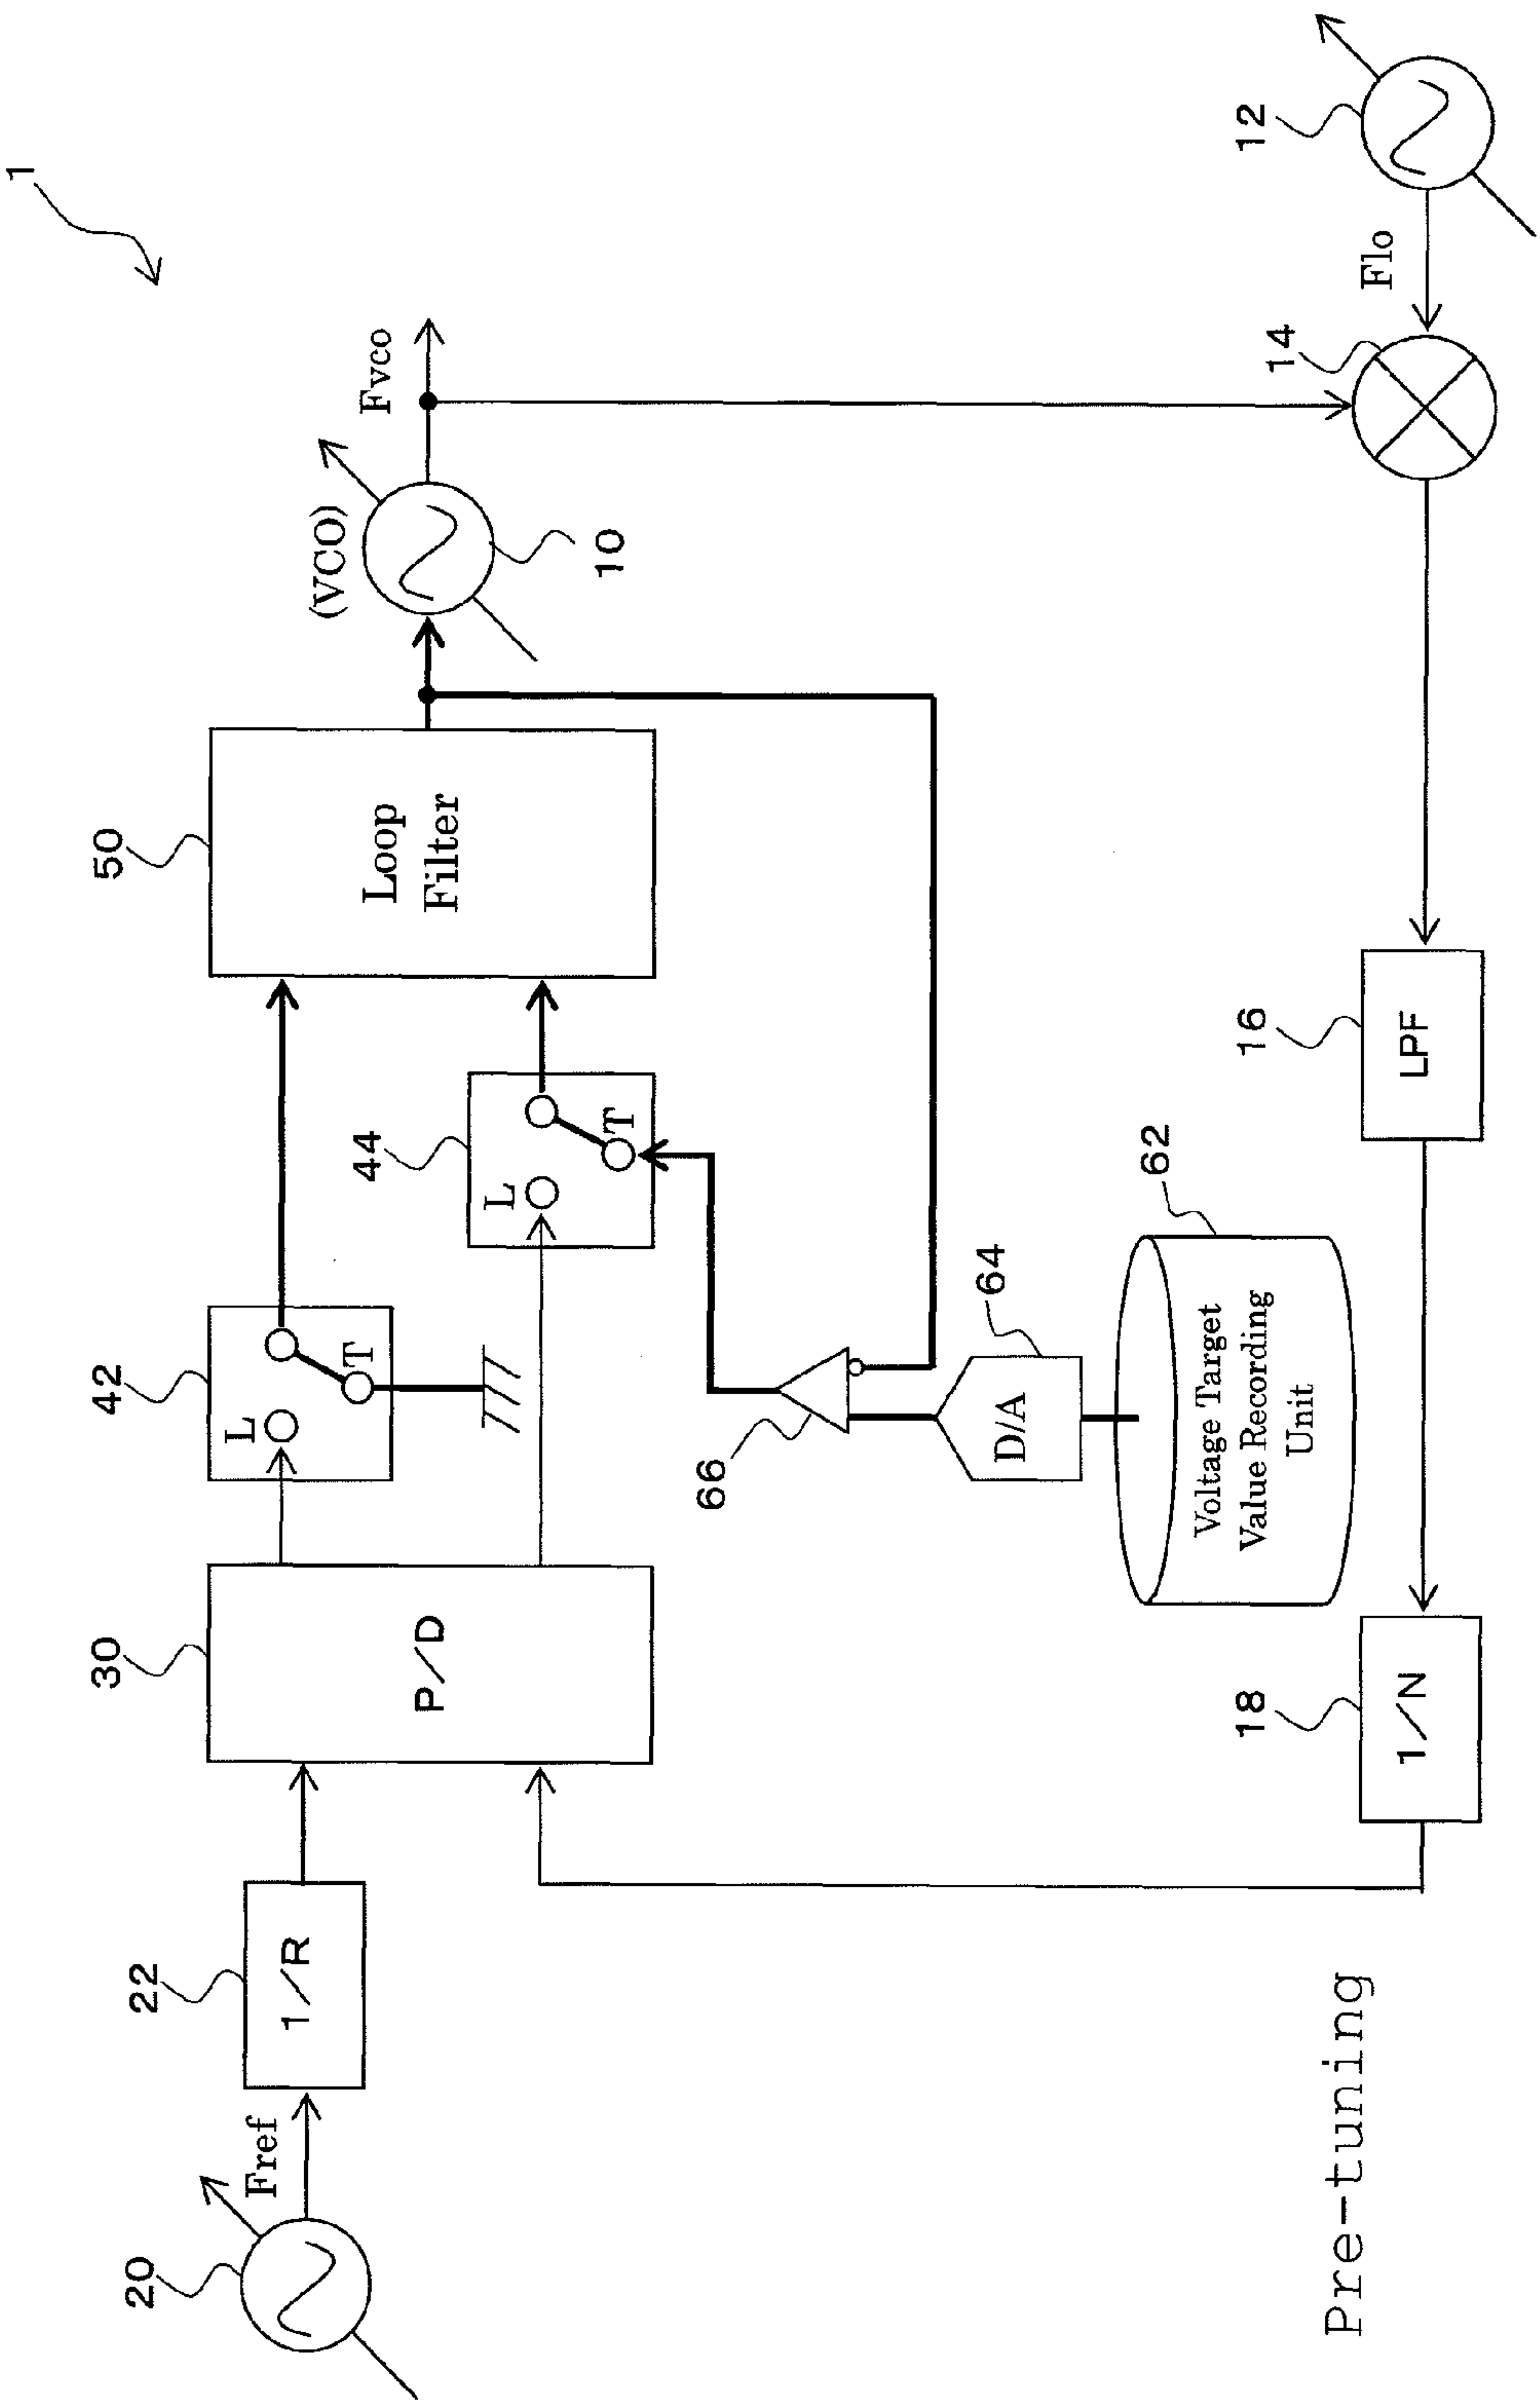 1
20
Fref
22
1/R
30
P/D
42
L
T
44
L
T
50
Loop
Filter
(VCO)
10
Fvco
66
64
D/A
62
Voltage Target
Value Recording
Unit
18
1/N
16
LPF
14
Flo
12
Pre-tuning